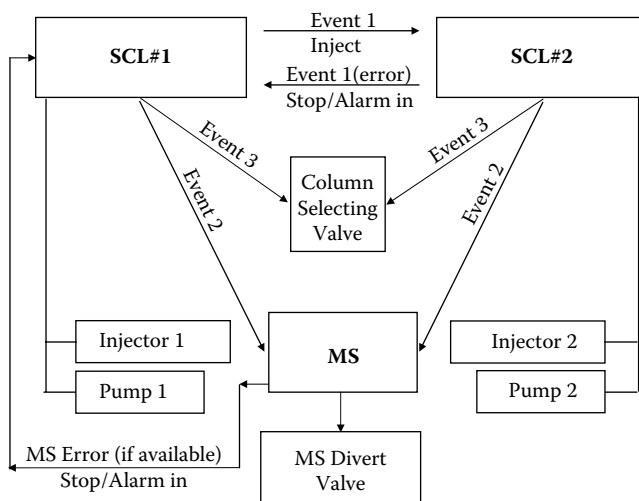 Event 1
Inject
SCL#1
SCL#2
Event 1(error)
Stop/Alarm in
Event 3
Event 3
Column
Selecting
Valve
Event 2
Event 2
Injector 1
MS
Injector 2
Pump 1
Pump 2
MS Error (if available)
Stop/Alarm in
MS Divert
Valve